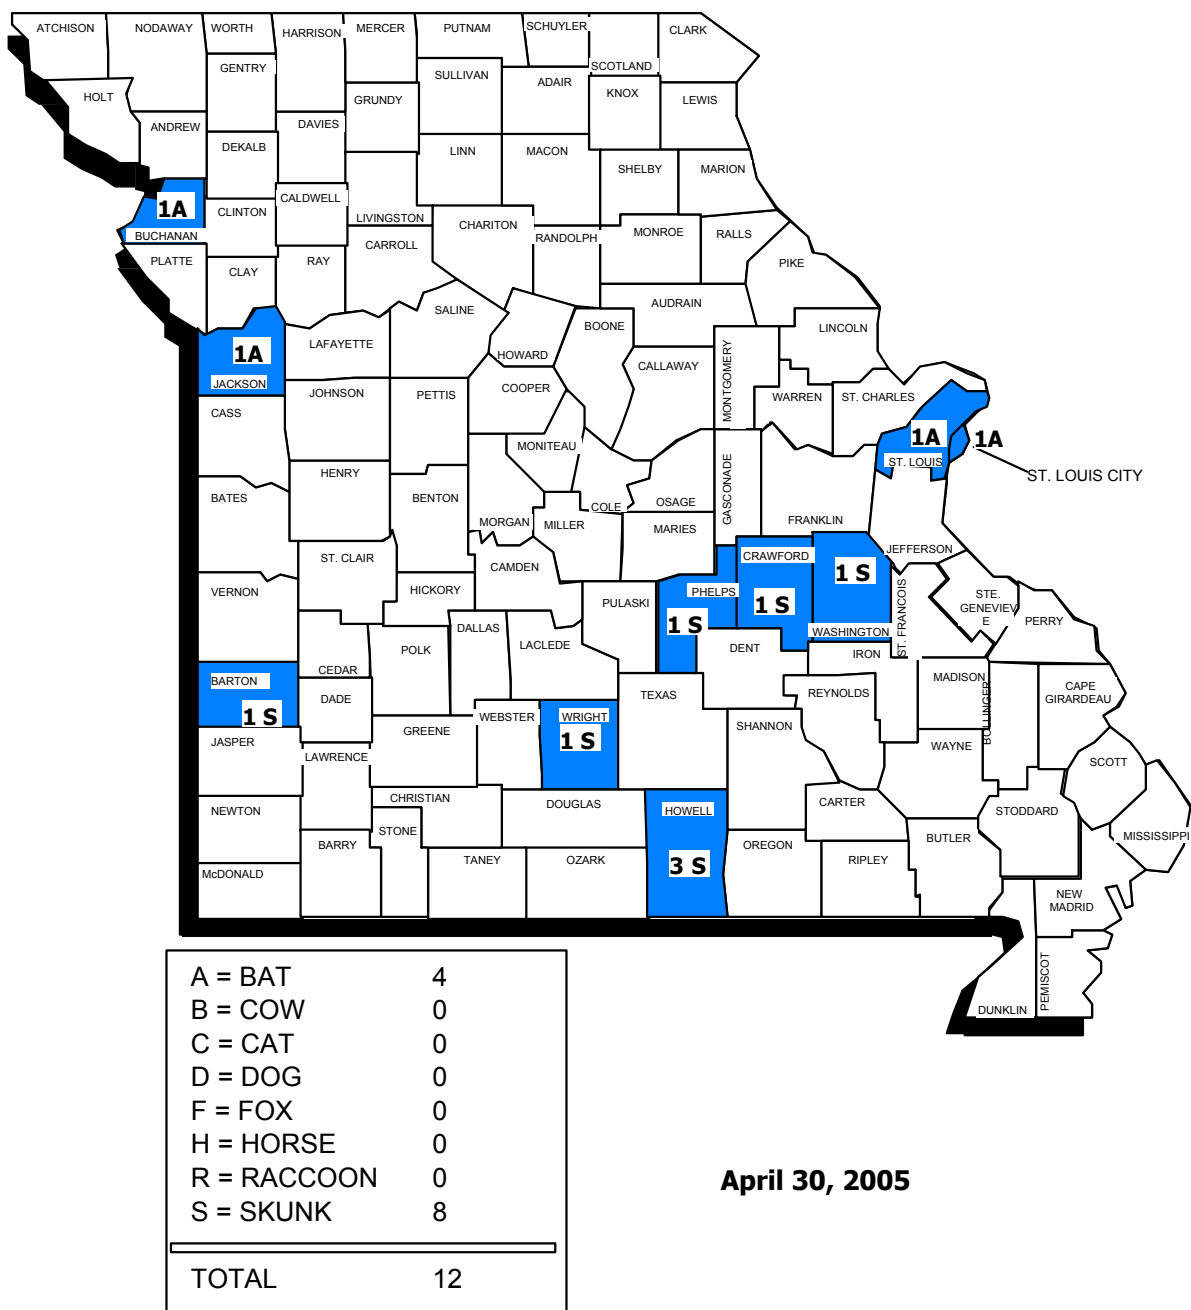 ATCHISON
NODAWAY
WORTH
HARRISON
MERCER
PUTNAM
SCHUYLER
SCOTLAND
CLARK
HOLT
GENTRY
SULLIVAN
ADAIR
KNOX
LEWIS
GRUNDY
ANDREW
DAVIES
DEKALB
LINN
MACON
SHELBY
MARION
1A
BUCHANAN
CLINTON
CALDWELL
LIVINGSTON
CHARITON
RANDOLPH
MONROE
RALLS
PLATTE
CLAY
RAY
CARROLL
PIKE
SALINE
AUDRAIN
1A
JACKSON
LAFAYETTE
HOWARD
BOONE
CALLAWAY
MONTGOMERY
LINCOLN
CASS
JOHNSON
PETTIS
COOPER
WARREN
ST. CHARLES
MONITEAU
1A
ST. LOUIS
1A
ST. LOUIS CITY
BATES
HENRY
BENTON
MORGAN
MILLER
COLE
OSAGE
GASCONADE
MARIES
FRANKLIN
JEFFERSON
VERNON
ST. CLAIR
HICKORY
CAMDEN
PULASKI
PHELPS
1 S
CRAWFORD
1 S
1 S
WASHINGTON
ST. FRANCOIS
STE.
GENEVIEV
E
PERRY
BARTON
1 S
CEDAR
POLK
DALLAS
LACLEDE
DENT
IRON
MADISON
BOLLINGER
CAPE
GIRARDEAU
DADE
GREENE
WEBSTER
WRIGHT
1 S
TEXAS
SHANNON
REYNOLDS
WAYNE
SCOTT
JASPER
LAWRENCE
NEWTON
CHRISTIAN
STONE
DOUGLAS
HOWELL
3 S
CARTER
STODDARD
MISSISSIPPI
BARRY
McDONALD
TANEY
OZARK
OREGON
RIPLEY
BUTLER
NEW
MADRID
PEMISCOT
DUNKLIN
A = BAT 4
B = COW 0
C = CAT 0
D = DOG 0
F = FOX 0
H = HORSE 0
R = RACCOON 0
S = SKUNK 8
TOTAL 12
April 30, 2005